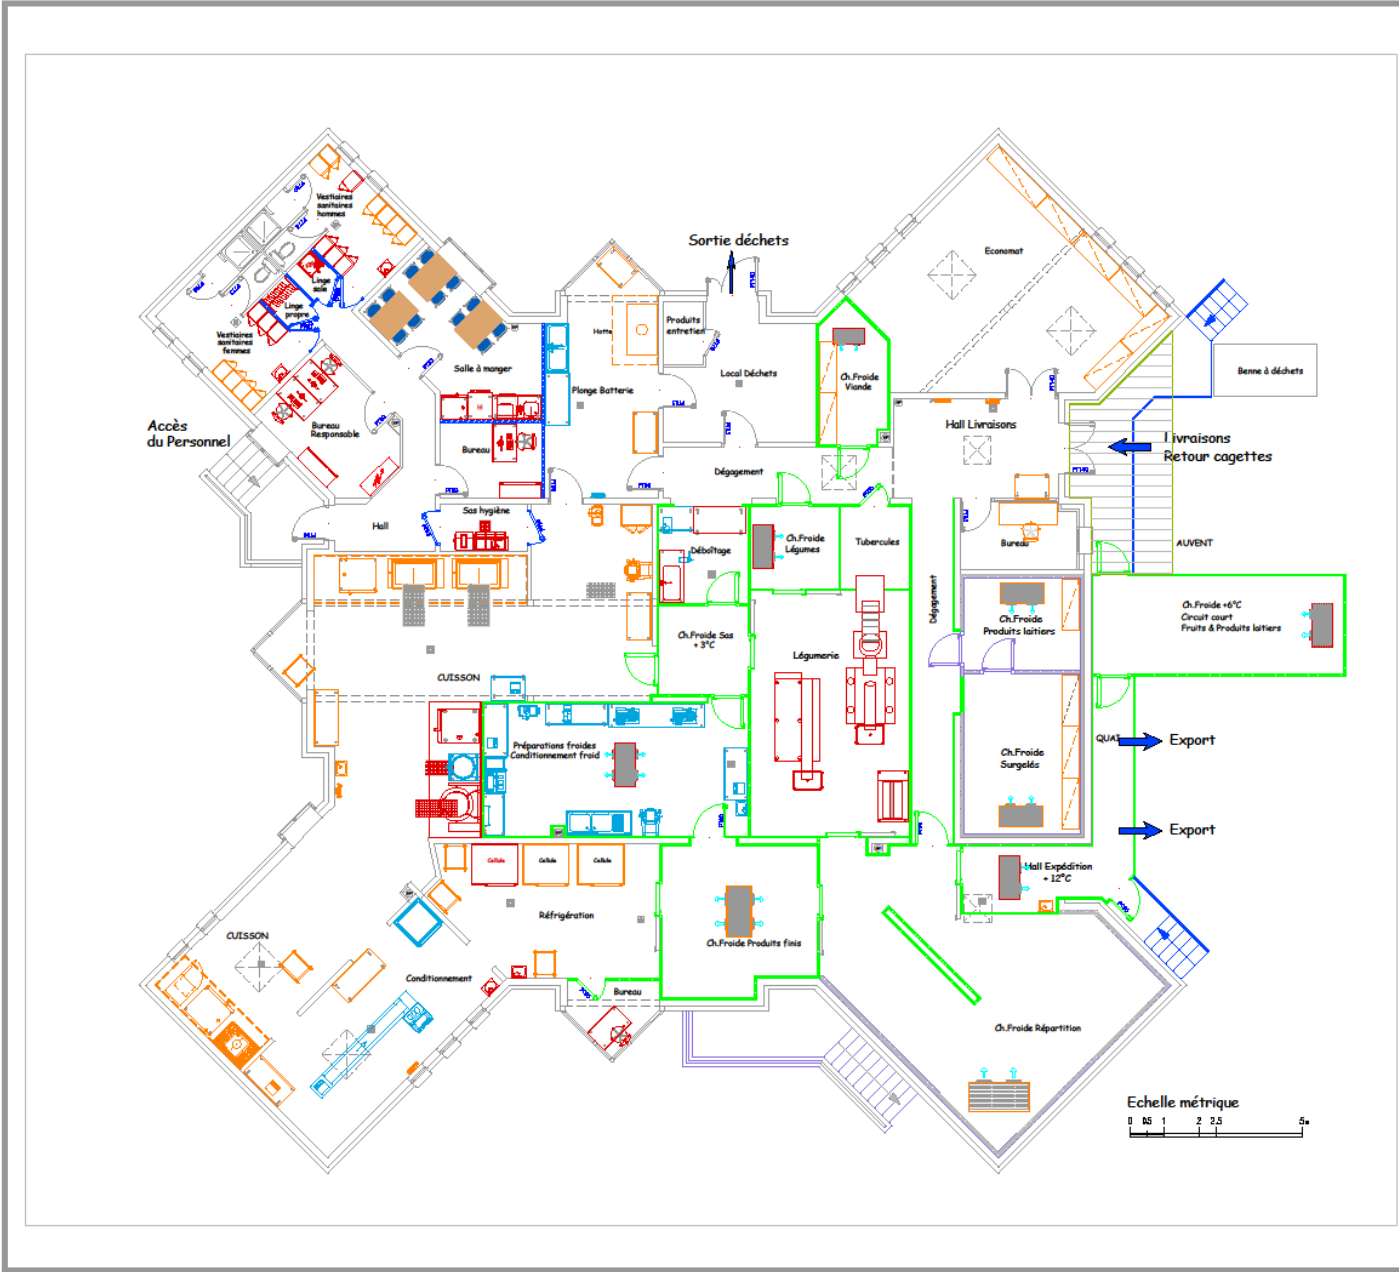 Vestiaires
sanitaires
hommes
Sortie déchets
Economat
Linge
sale
Linge
propre
Vestiaires
sanitaires
femmes
Hotte
Produits
entretien
Salle à manger
Local Déchets
Ch.Froide
Viande
Benne à déchets
Plonge Batterie
Accès
du Personnel
Bureau
Responsable
Hall Livraisons
Livraisons
Retour cagettes
Bureau
Dégagement
Sas hygiène
Hall
Déboîtage
Ch.Froide
Légumes
Tubercules
Bureau
AUVENT
Dégagement
Ch.Froide
Produits laitiers
Ch.Froide +6°C
Circuit court
Fruits & Produits laitiers
Ch.Froide Sas
+ 3°C
Légumerie
CUISSON
Préparations froides
Conditionnement froid
Ch.Froide
Surgelés
QUAI
Export
Export
Cellule
Cellule
Cellule
Hall Expédition
+ 12°C
Réfrigération
Ch.Froide Produits finis
CUISSON
Conditionnement
Bureau
Ch.Froide Répartition
Echelle métrique
0 0.5 1 2 2.5 5m